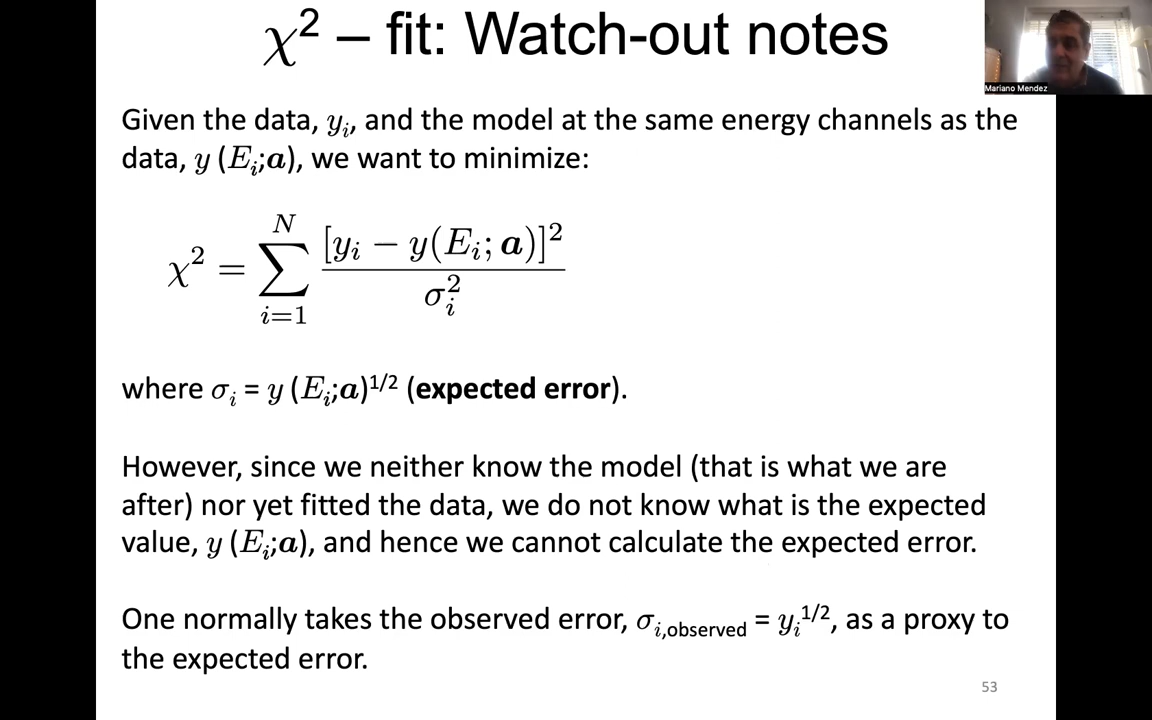 χ² – fit: Watch-out notes
Mariano Mendez
Given the data, yᵢ, and the model at the same energy channels as the
data, y (Eᵢ;a), we want to minimize:
χ² = ∑_{i=1}^{N} [yᵢ − y(Eᵢ; a)]² / σᵢ²
where σᵢ = y (Eᵢ;a)^1/2 (expected error).
However, since we neither know the model (that is what we are
after) nor yet fitted the data, we do not know what is the expected
value, y (Eᵢ;a), and hence we cannot calculate the expected error.
One normally takes the observed error, σ_i,observed = yᵢ^1/2, as a proxy to
the expected error.
53